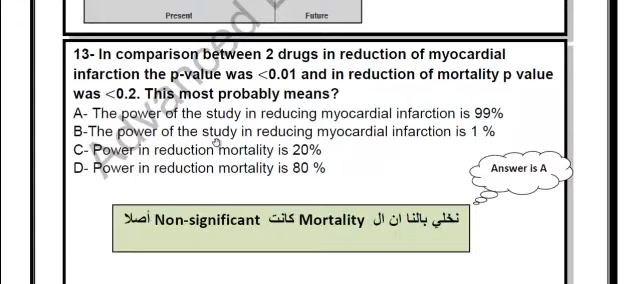 Present Future
13- In comparison between 2 drugs in reduction of myocardial
infarction the p-value was <0.01 and in reduction of mortality p value
was <0.2. This most probably means?
A- The power of the study in reducing myocardial infarction is 99%
B-The power of the study in reducing myocardial infarction is 1 %
C- Power in reduction mortality is 20%
D- Power in reduction mortality is 80 %
Answer is A
نخلي بالنا ان ال Mortality كانت Non-significant أصلا
Advanced